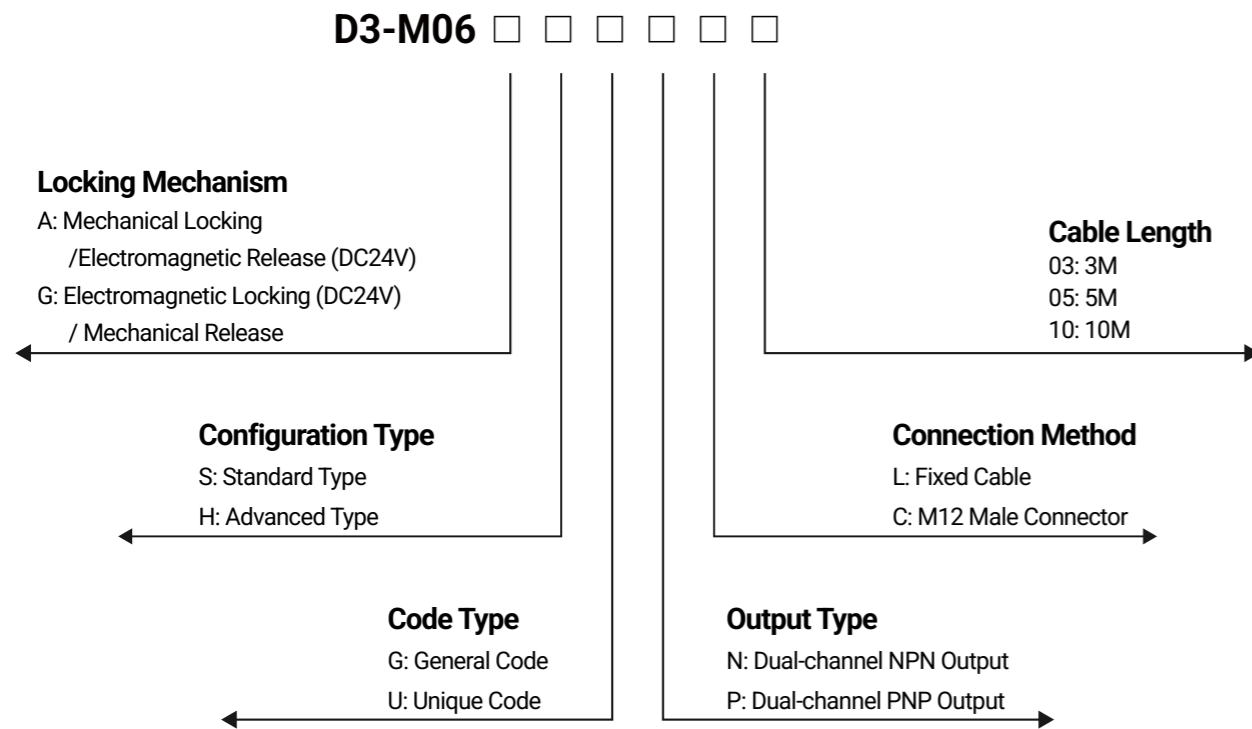 D3-M06 □ □ □ □ □ □
Locking Mechanism
A: Mechanical Locking
/Electromagnetic Release (DC24V)
G: Electromagnetic Locking (DC24V)
/ Mechanical Release
Cable Length
03: 3M
05: 5M
10: 10M
Configuration Type
S: Standard Type
H: Advanced Type
Connection Method
L: Fixed Cable
C: M12 Male Connector
Code Type
G: General Code
U: Unique Code
Output Type
N: Dual-channel NPN Output
P: Dual-channel PNP Output